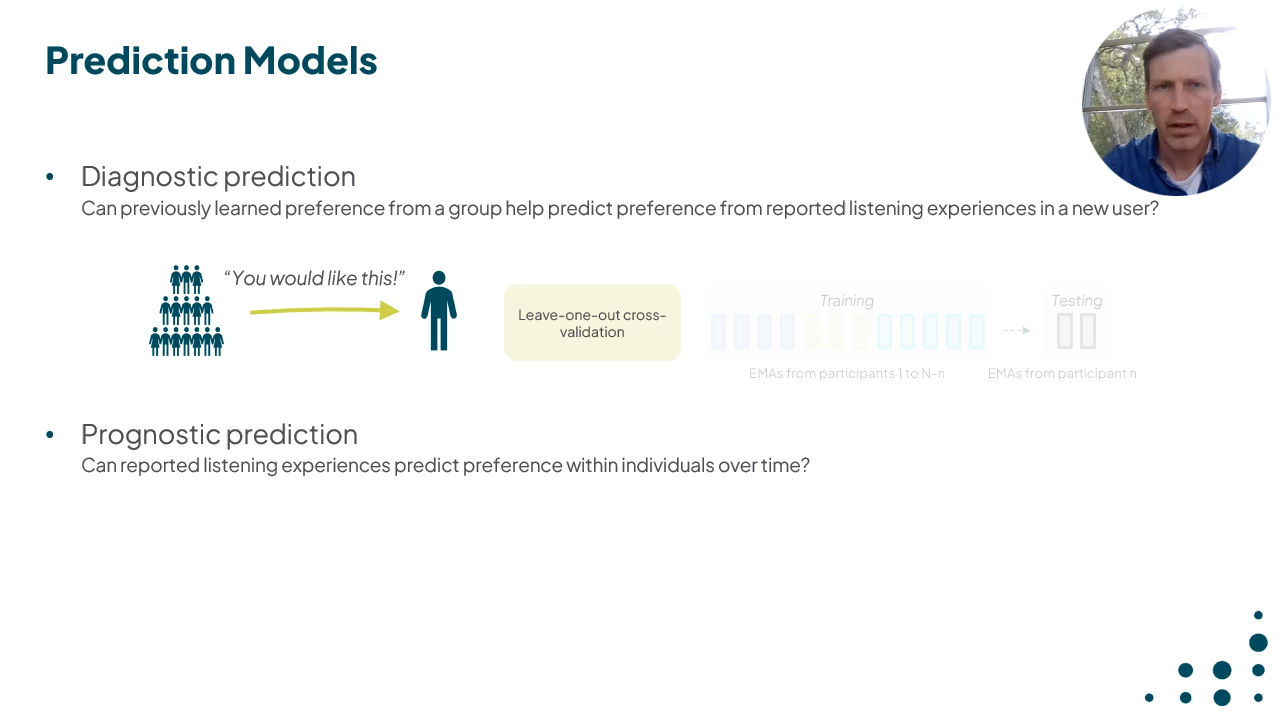 Prediction Models
• Diagnostic prediction
Can previously learned preference from a group help predict preference from reported listening experiences in a new user?
“You would like this!”
Leave-one-out cross-
validation
Training
Testing
EMAs from participants 1 to N-n
EMAs from participant n
• Prognostic prediction
Can reported listening experiences predict preference within individuals over time?